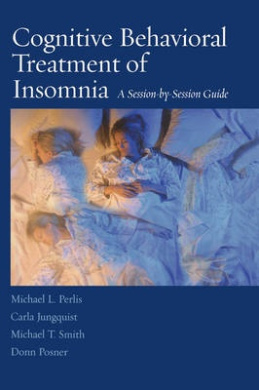 Cognitive Behavioral
Treatment of
Insomnia A Session-by-Session Guide
Michael L. Perlis
Carla Jungquist
Michael T. Smith
Donn Posner